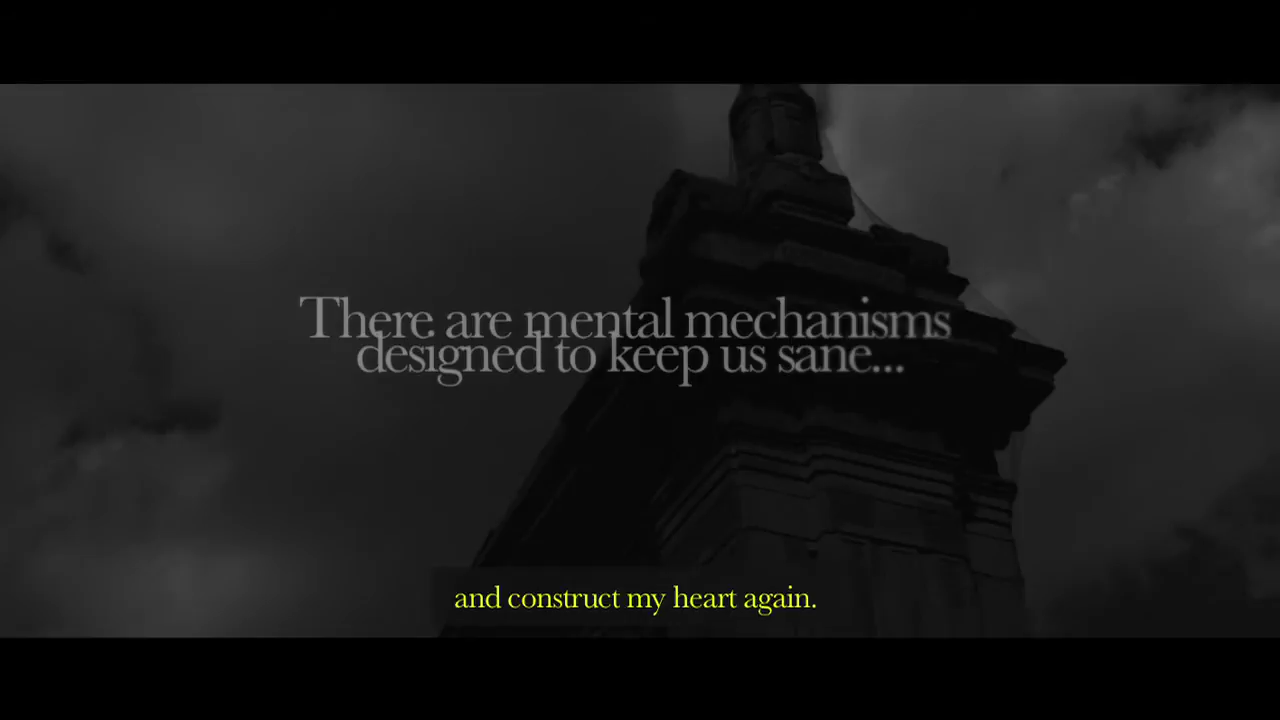 There are mental mechanisms
designed to keep us sane...
and construct my heart again.